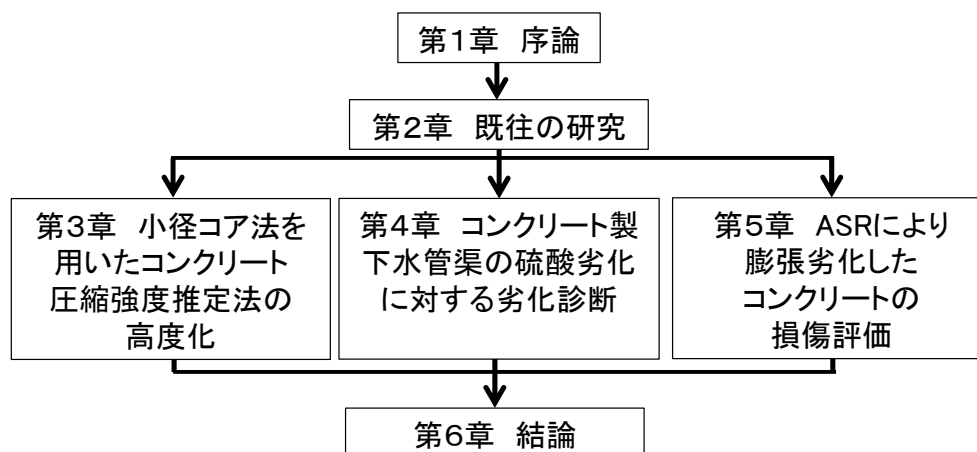 第1章 序論
第2章 既往の研究
第3章 小径コア法を
用いたコンクリート
圧縮強度推定法の
高度化
第4章 コンクリート製
下水管渠の硫酸劣化
に対する劣化診断
第5章 ASRにより
膨張劣化した
コンクリートの
損傷評価
第6章 結論